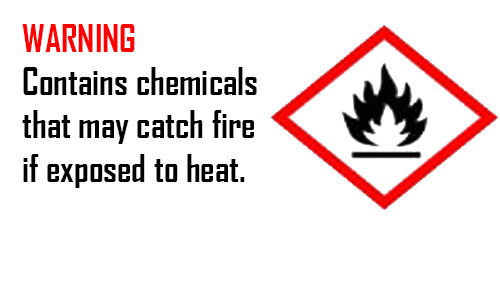 WARNING
Contains chemicals
that may catch fire
if exposed to heat.